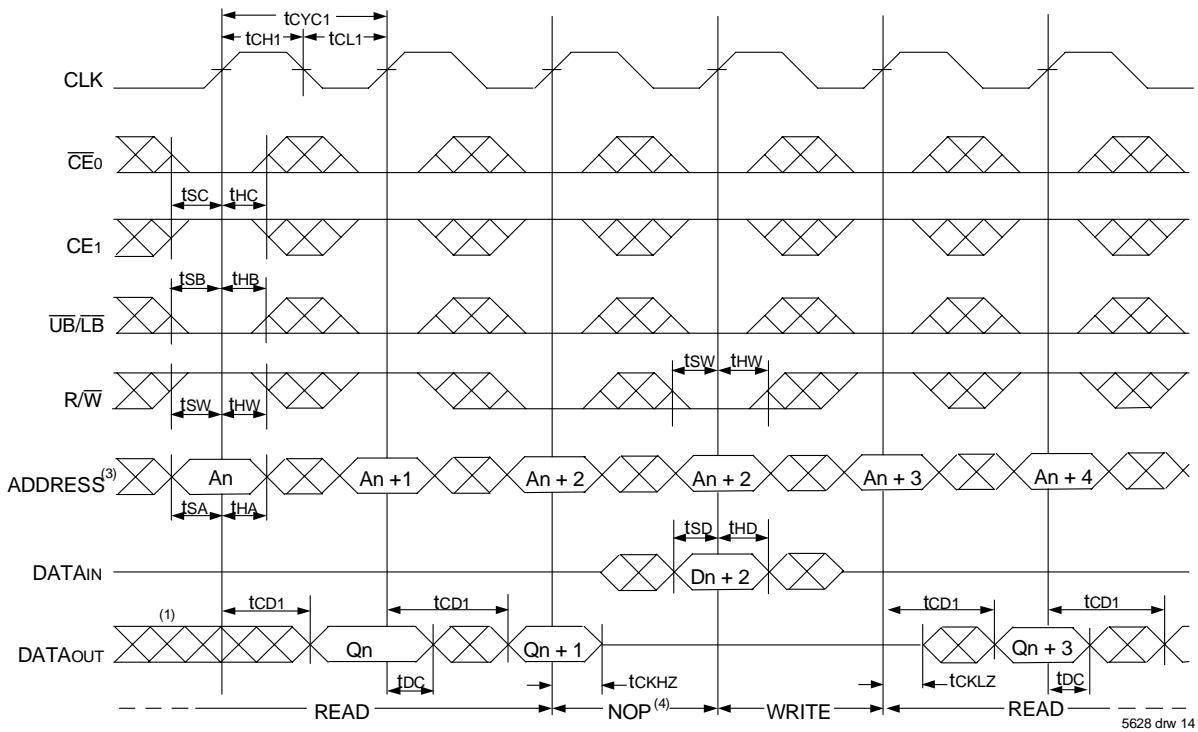 tCYC1
tCH1 tCL1
CLK
CE0
tSC tHC
CE1
tSB tHB
UB/LB
tSW tHW
R/W
tSW tHW
ADDRESS(3) An An +1 An + 2 An + 2 An + 3 An + 4
tSA tHA
tSD tHD
DATAIN Dn + 2
(1) tCD1 tCD1 tCD1 tCD1
DATAOUT Qn Qn + 1 Qn + 3
tDC tCKHZ tCKLZ tDC
READ NOP(4) WRITE READ
5628 drw 14